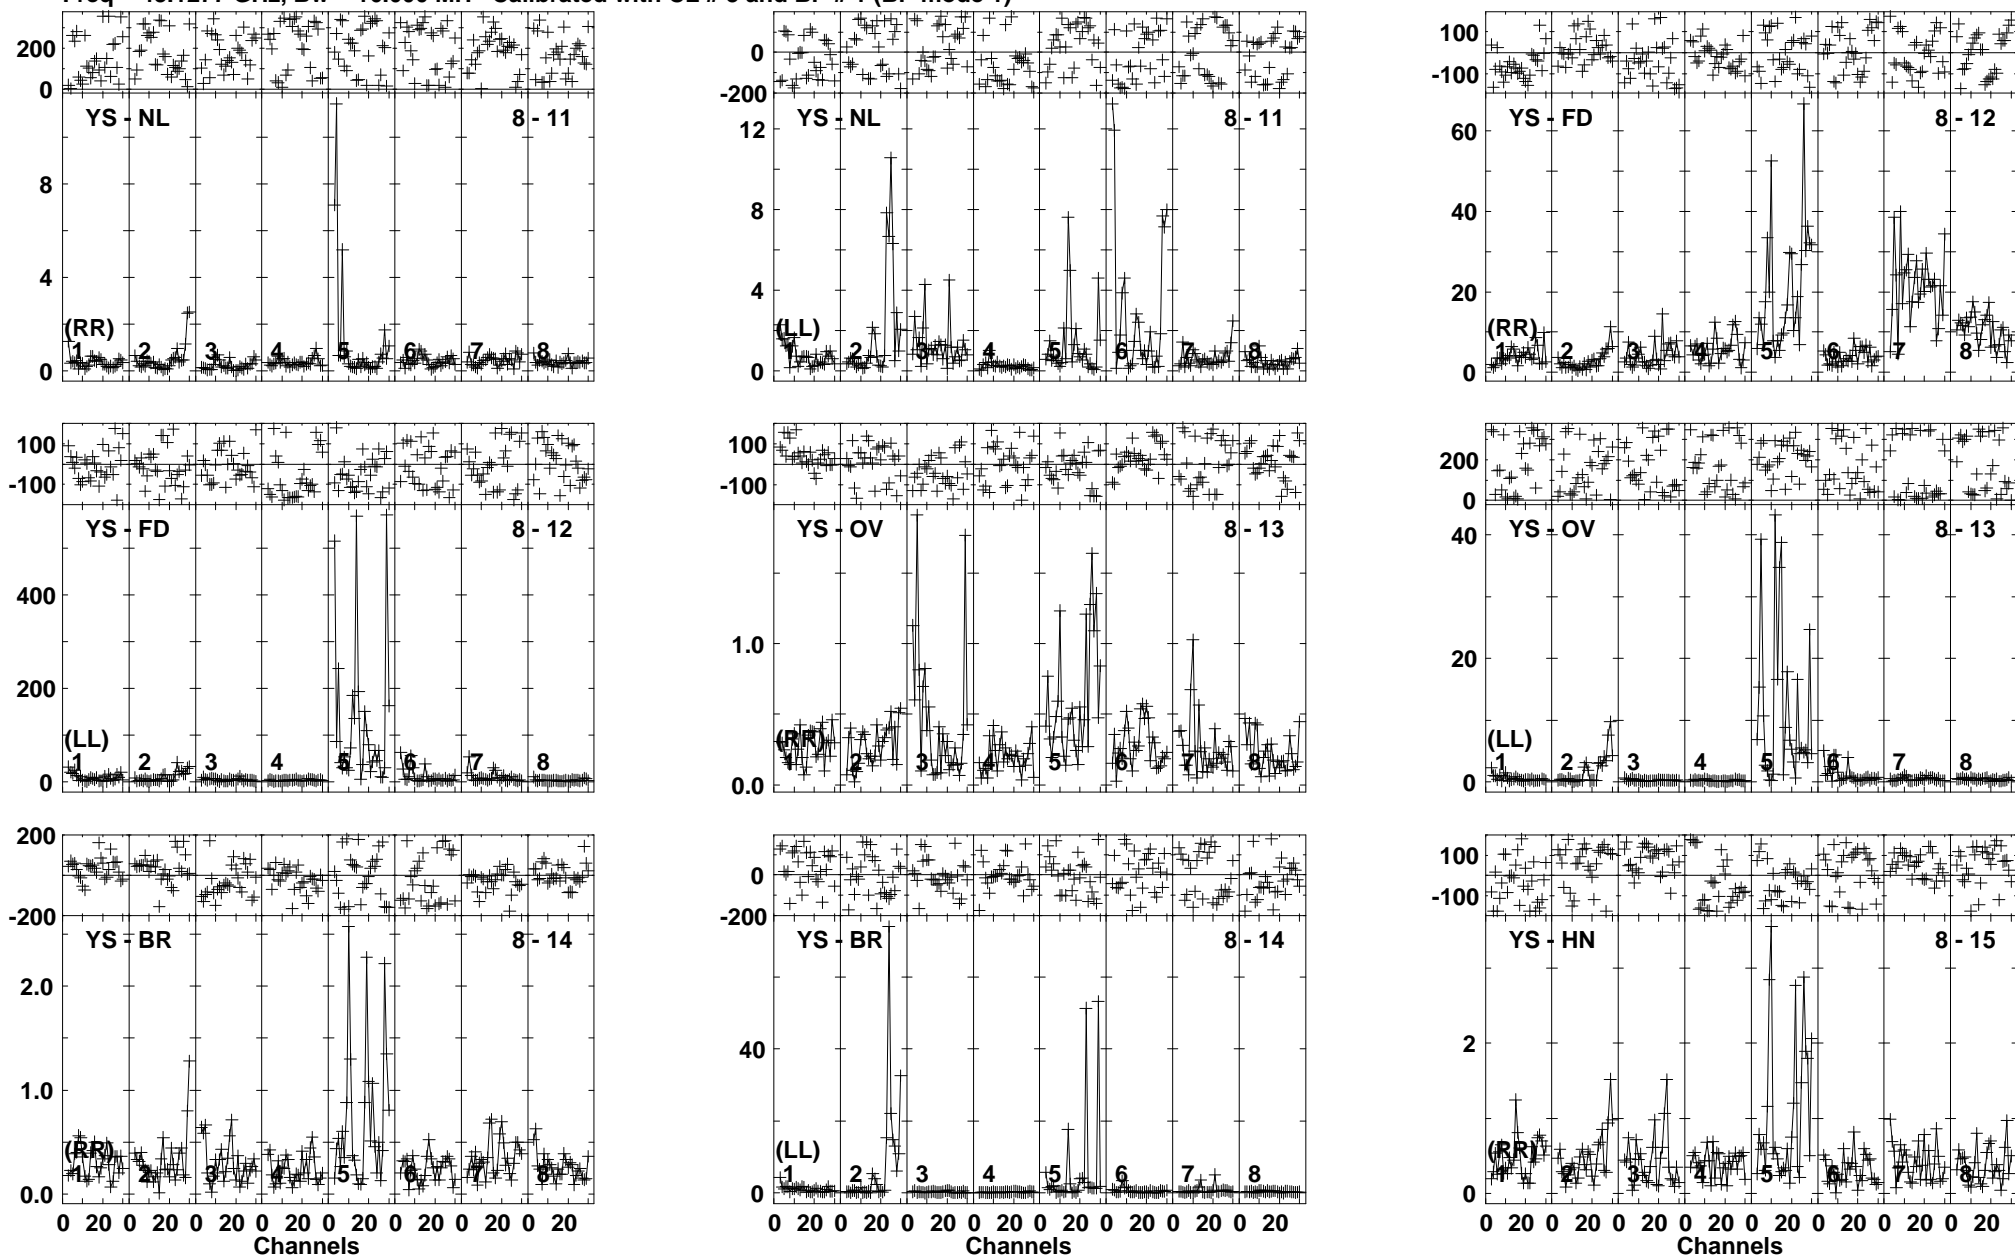 200 0 -200 100
0 -100
YS - NL 8 - 11 YS - NL 8 - 11 YS - FD 8 - 12
8 4 0 (RR) 1 2 3 4 5 6 7 8
12 8 4 0 (LL) 1 2 3 4 5 6 7 8
60 40 20 0 (RR) 1 2 3 4 5 6 7 8
100 -100 100 -100 200 0
YS - FD 8 - 12 YS - OV 8 - 13 YS - OV 8 - 13
400 200 0 (LL) 1 2 3 4 5 6 7 8
1.0 0.0 (RR) 1 2 3 4 5 6 7 8
40 20 0 (LL) 1 2 3 4 5 6 7 8
200 0 -200 0 -200 100 -100
YS - BR 8 - 14 YS - BR 8 - 14 YS - HN 8 - 15
2.0 1.0 0.0 (RR) 1 2 3 4 5 6 7 8
40 0 (LL) 1 2 3 4 5 6 7 8
2 0 (RR) 1 2 3 4 5 6 7 8
0 20 0 20 0 20 0 20 0 20 0 20 0 20 0 20
0 20 0 20 0 20 0 20 0 20 0 20 0 20 0 20
0 20 0 20 0 20 0 20 0 20 0 20 0 20 0 20
Channels Channels Channels